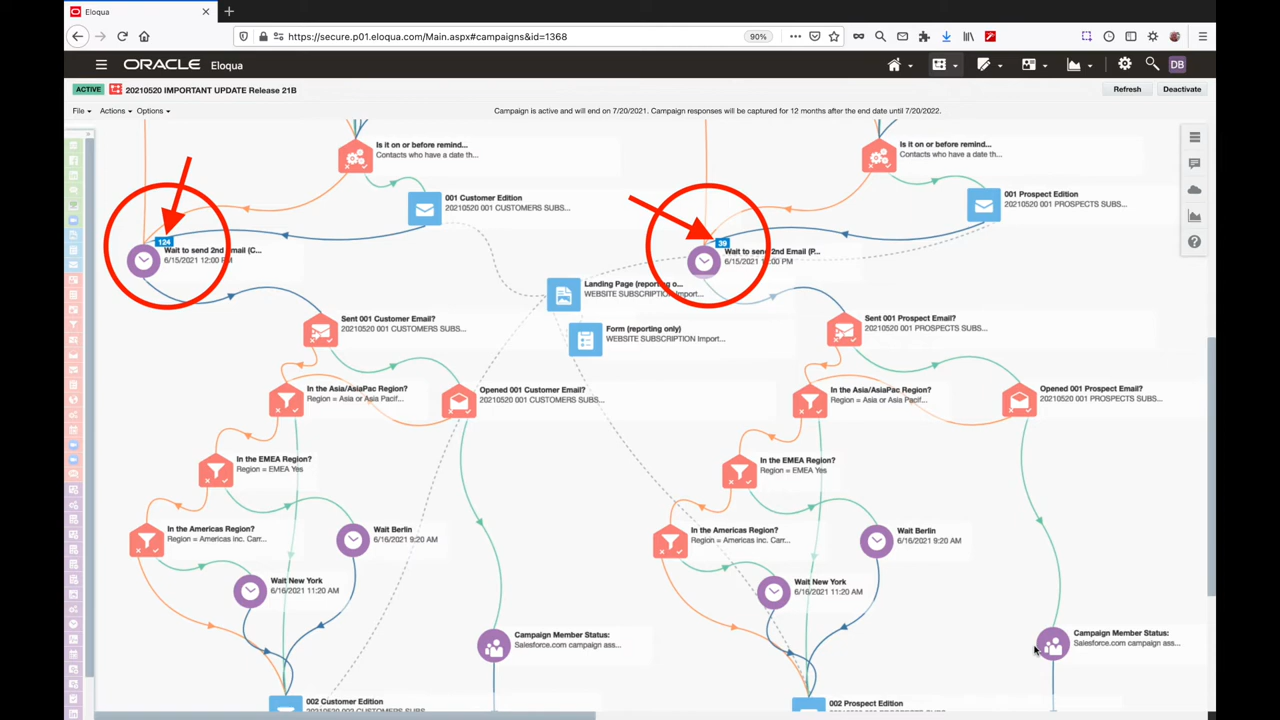 Eloqua
https://secure.p01.eloqua.com/Main.aspx#campaigns&id=1368
90%
ORACLE Eloqua
DB
ACTIVE
20210520 IMPORTANT UPDATE Release 21B
Refresh
Deactivate
File
Actions
Options
Campaign is active and will end on 7/20/2021. Campaign responses will be captured for 12 months after the end date until 7/20/2022.
Is it on or before remind...
Contacts who have a date th...
Is it on or before remind...
Contacts who have a date th...
001 Customer Edition
20210520 001 CUSTOMERS SUBS...
001 Prospect Edition
20210520 001 PROSPECTS SUBS...
124
Wait to send 2nd Email (C...
6/15/2021 12:00 PM
39
Wait to send 2nd Email (P...
6/15/2021 12:00 PM
Landing Page (reporting o...
WEBSITE SUBSCRIPTION Import...
Form (reporting only)
WEBSITE SUBSCRIPTION Import...
Sent 001 Customer Email?
20210520 001 CUSTOMERS SUBS...
Sent 001 Prospect Email?
20210520 001 PROSPECTS SUBS...
In the Asia/AsiaPac Region?
Region = Asia or Asia Pacif...
Opened 001 Customer Email?
20210520 001 CUSTOMERS SUBS...
In the Asia/AsiaPac Region?
Region = Asia or Asia Pacif...
Opened 001 Prospect Email?
20210520 001 PROSPECTS SUBS...
In the EMEA Region?
Region = EMEA Yes
In the EMEA Region?
Region = EMEA Yes
In the Americas Region?
Region = Americas inc. Carr...
Wait Berlin
6/16/2021 9:20 AM
In the Americas Region?
Region = Americas inc. Carr...
Wait Berlin
6/16/2021 9:20 AM
Wait New York
6/16/2021 11:20 AM
Wait New York
6/16/2021 11:20 AM
Campaign Member Status:
Salesforce.com campaign ass...
Campaign Member Status:
Salesforce.com campaign ass...
002 Customer Edition
20210520 002 CUSTOMERS SUBS...
002 Prospect Edition
20210520 002 PROSPECTS SUBS...